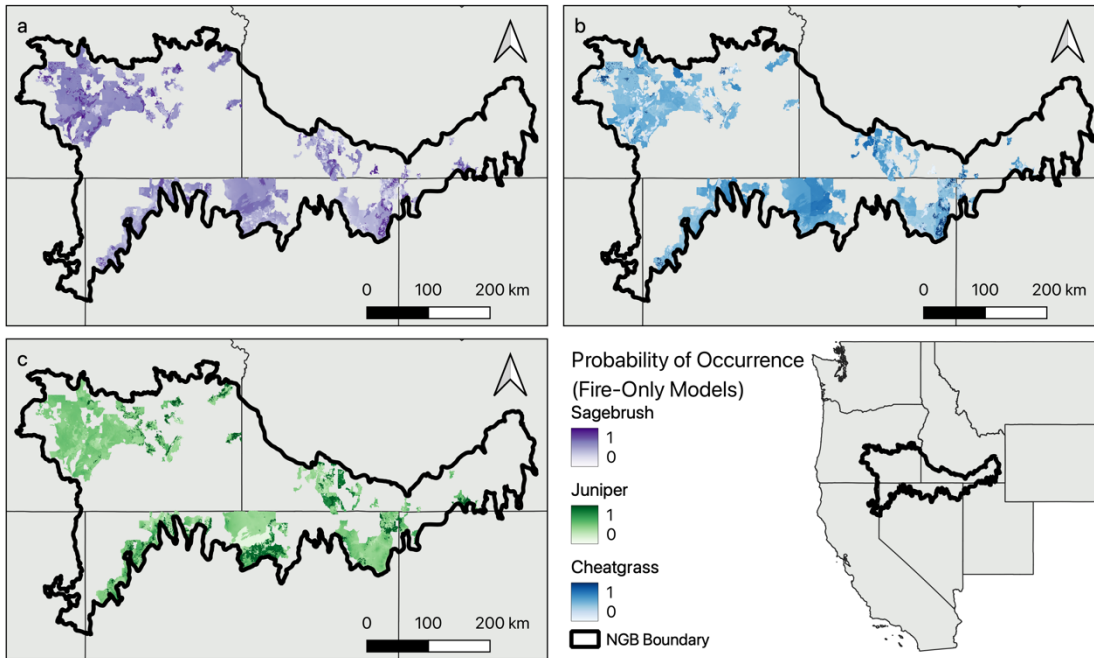 a
0 100 200 km
b
0 100 200 km
c
0 100 200 km
Probability of Occurrence
(Fire-Only Models)
Sagebrush
1
0
Juniper
1
0
Cheatgrass
1
0
NGB Boundary